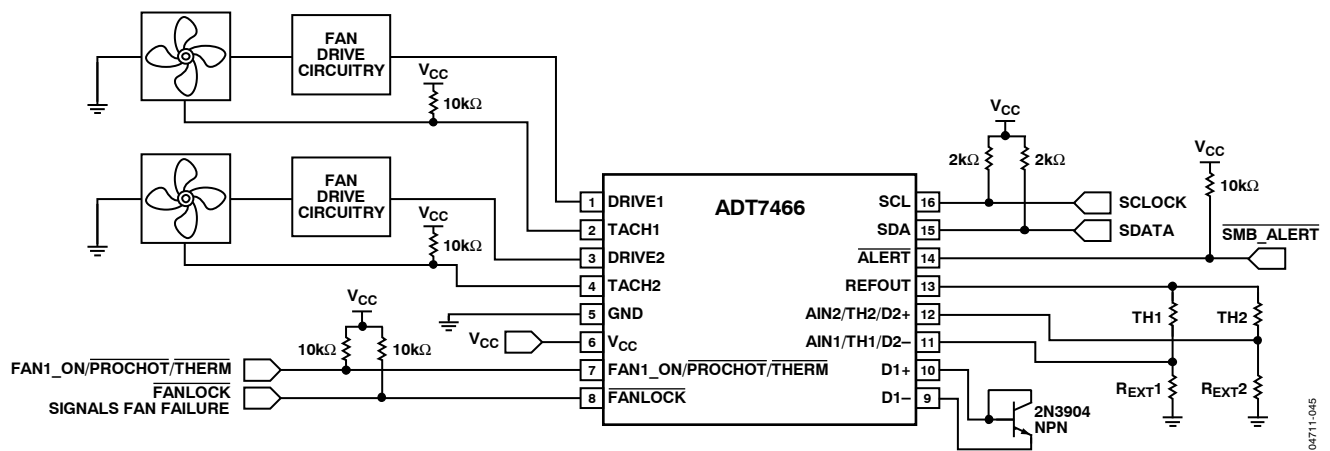 FAN
DRIVE
CIRCUITRY
VCC
10kΩ
FAN
DRIVE
CIRCUITRY
VCC
10kΩ
VCC
10kΩ
10kΩ
FAN1_ON/PROCHOT/THERM
FANLOCK
SIGNALS FAN FAILURE
VCC
ADT7466
1 DRIVE1
2 TACH1
3 DRIVE2
4 TACH2
5 GND
6 VCC
7 FAN1_ON/PROCHOT/THERM
8 FANLOCK
SCL 16
SDA 15
ALERT 14
REFOUT 13
AIN2/TH2/D2+ 12
AIN1/TH1/D2– 11
D1+ 10
D1– 9
VCC
2kΩ
2kΩ
SCLOCK
SDATA
VCC
10kΩ
SMB_ALERT
TH1
TH2
REXT1
REXT2
2N3904
NPN
04711-045